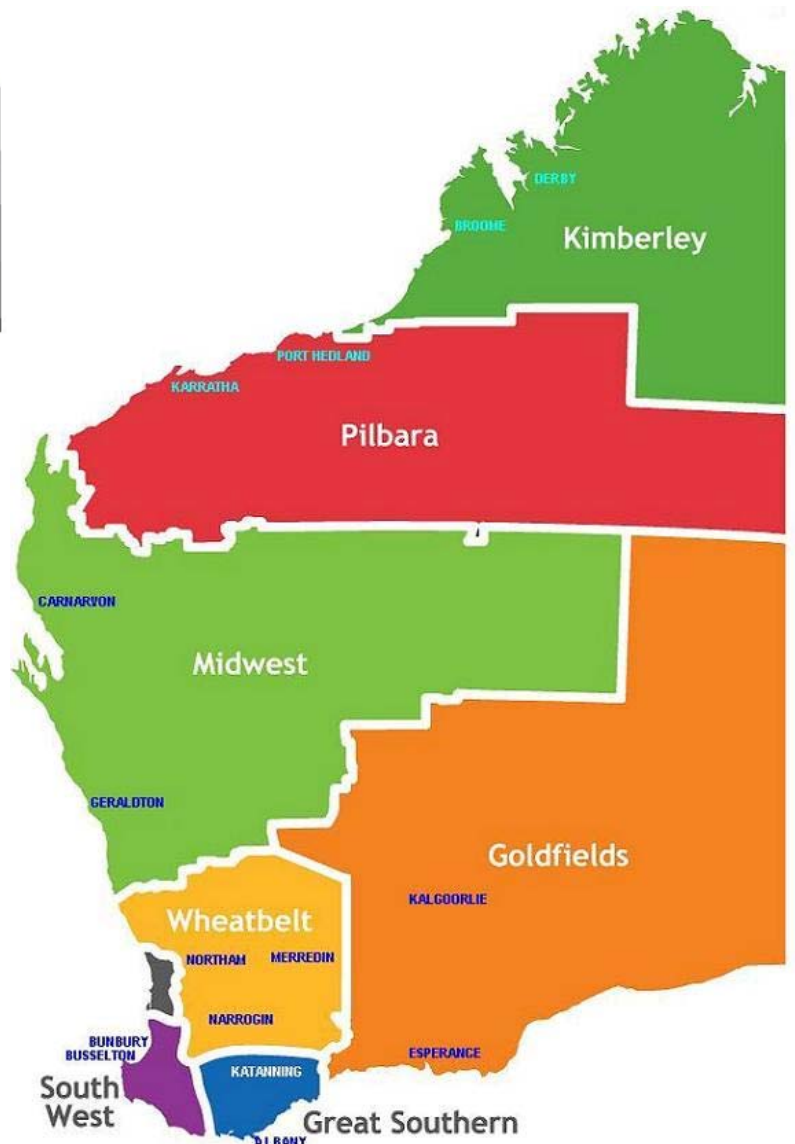 DERBY
BROOME
Kimberley
PORT HEDLAND
KARRATHA
Pilbara
CARNARVON
Midwest
GERALDTON
Goldfields
KALGOORLIE
Wheatbelt
NORTHAM
MERREDIN
NARROGIN
BUNBURY
BUSSELTON
ESPERANCE
KATANNING
South
West
Great Southern
ALBANY